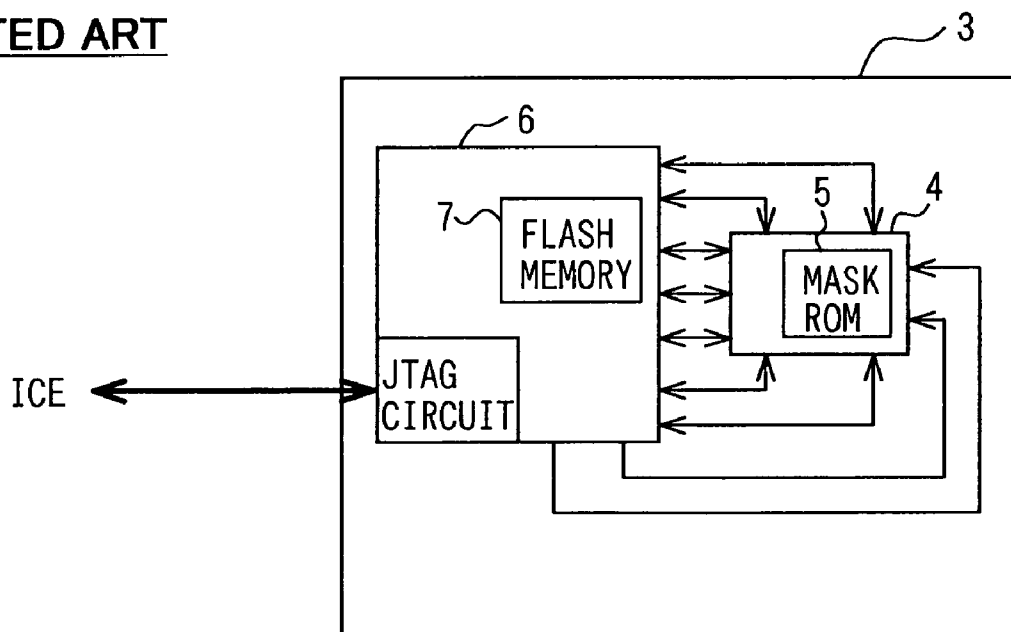 TED ART
3
6
7
FLASH
MEMORY
5
4
MASK
ROM
ICE
JTAG
CIRCUIT